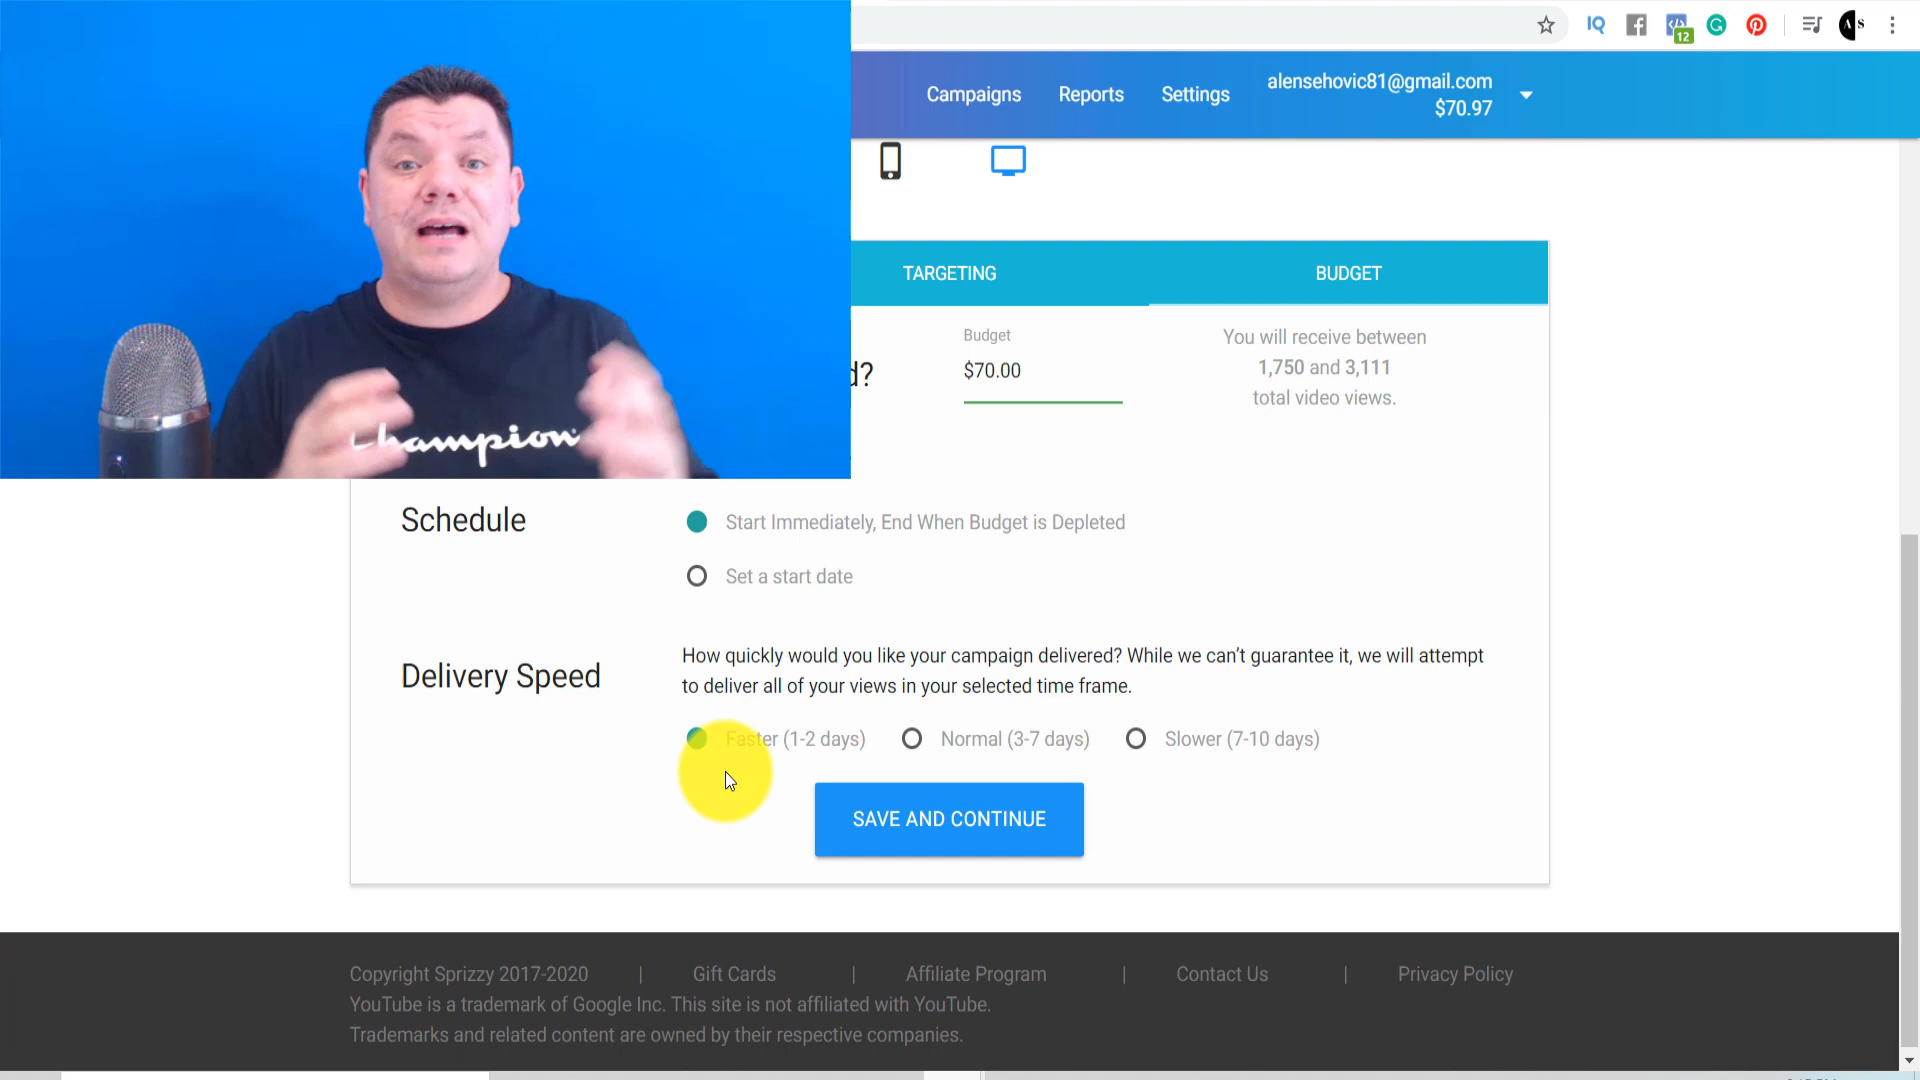 IQ
12
A S
Campaigns
Reports
Settings
alensehovic81@gmail.com
$70.97
TARGETING
BUDGET
d?
Budget
$70.00
You will receive between
1,750 and 3,111
total video views.
Champion
Schedule
Start Immediately, End When Budget is Depleted
Set a start date
Delivery Speed
How quickly would you like your campaign delivered? While we can't guarantee it, we will attempt
to deliver all of your views in your selected time frame.
Faster (1-2 days)
Normal (3-7 days)
Slower (7-10 days)
SAVE AND CONTINUE
Copyright Sprizzy 2017-2020 | Gift Cards | Affiliate Program | Contact Us | Privacy Policy
YouTube is a trademark of Google Inc. This site is not affiliated with YouTube.
Trademarks and related content are owned by their respective companies.